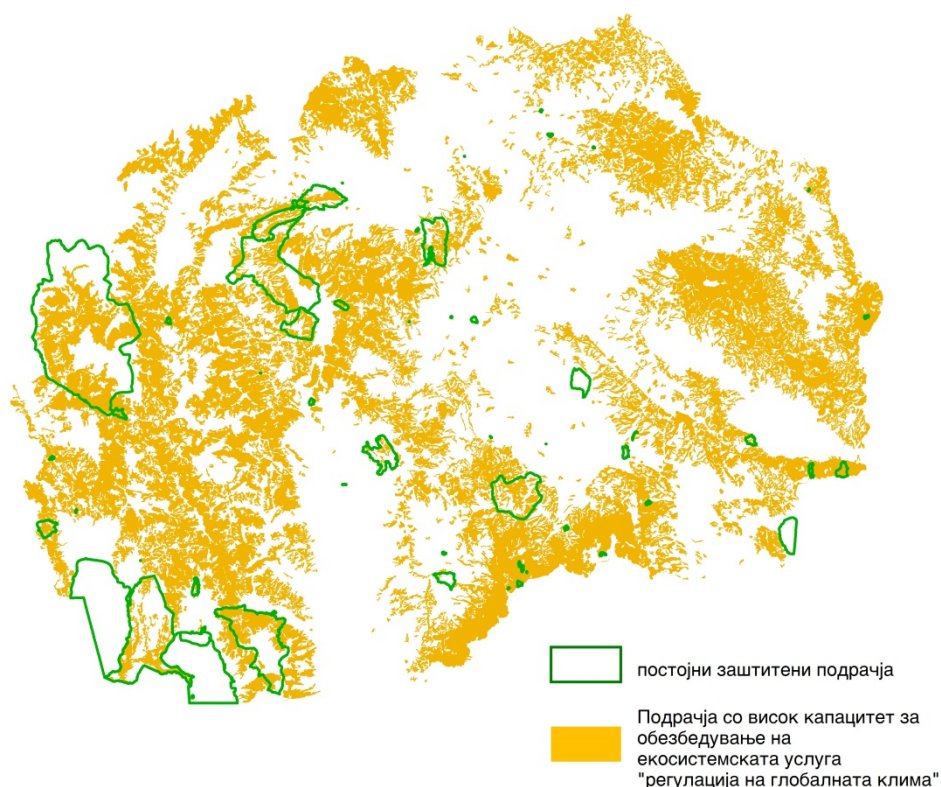 постојни заштитени подрачја
Подрачја со висок капацитет за
обезбедување на
екосистемската услуга
"регулација на глобалната клима"